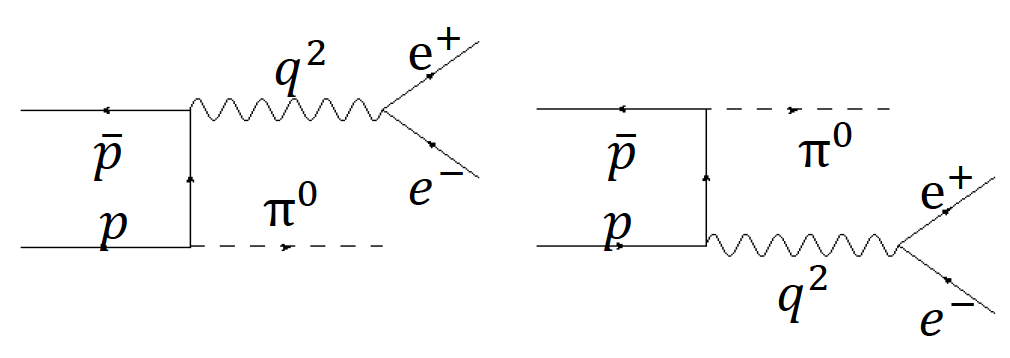 q²
e⁺
p̄
p
π⁰
e⁻
p̄
p
π⁰
q²
e⁺
e⁻